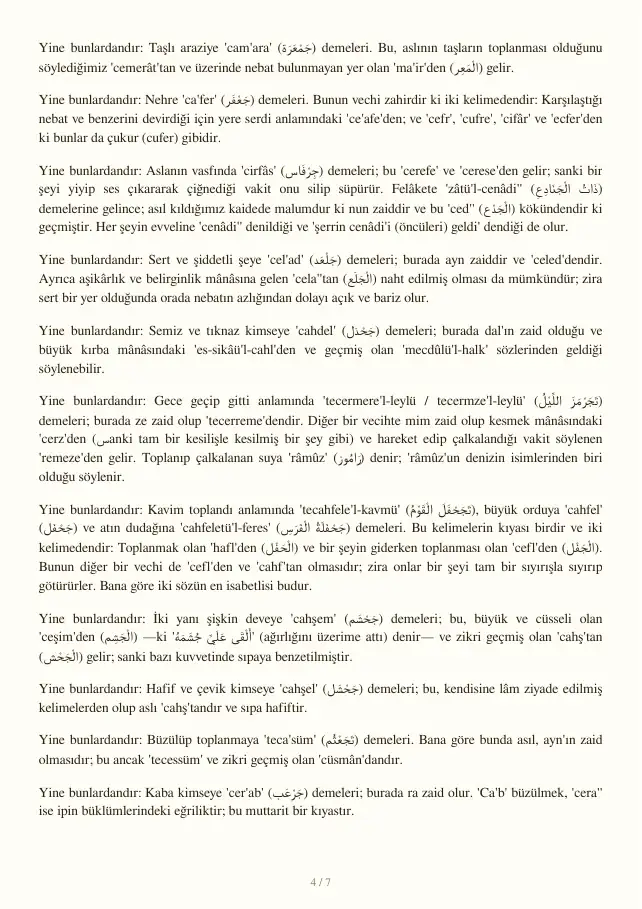 Yine bunlardandır: Taşlı araziye 'cam'ara' (جَمْعَرَة) demeleri. Bu, aslının taşların toplanması olduğunu
söylediğimiz 'cemerât'tan ve üzerinde nebat bulunmayan yer olan 'ma'ir'den (الْمَعِر) gelir.
Yine bunlardandır: Nehre 'ca'fer' (جَعْفَر) demeleri. Bunun vechi zahirdir ki iki kelimedendir: Karşılaştığı
nebat ve benzerini devirdiği için yere serdi anlamındaki 'ce'afe'den; ve 'cefr', 'cufre', 'cifâr' ve 'ecfer'den
ki bunlar da çukur (cufer) gibidir.
Yine bunlardandır: Aslanın vasfında 'cirfâs' (جِرْفَاس) demeleri; bu 'cerefe' ve 'cerese'den gelir; sanki bir
şeyi yiyip ses çıkararak çiğnediği vakit onu silip süpürür. Felâkete 'zâtü'l-cenâdi'' (ذَاتُ الْجَنَادِعِ)
demelerine gelince; asıl kıldığımız kaidede malumdur ki nun zaiddir ve bu 'ced'' (الْجَدْع) kökündendir ki
geçmiştir. Her şeyin evveline 'cenâdi'' denildiği ve 'şerrin cenâdi'i (öncüleri) geldi' dendiği de olur.
Yine bunlardandır: Sert ve şiddetli şeye 'cel'ad' (جَلْعَد) demeleri; burada ayn zaiddir ve 'celed'dendir.
Ayrıca aşikârlık ve belirginlik mânâsına gelen 'cela''tan (الْجَلَع) naht edilmiş olması da mümkündür; zira
sert bir yer olduğunda orada nebatın azlığından dolayı açık ve bariz olur.
Yine bunlardandır: Semiz ve tıknaz kimseye 'cahdel' (جَحْدَل) demeleri; burada dal'ın zaid olduğu ve
büyük kırba mânâsındaki 'es-sikâü'l-cahl'den ve geçmiş olan 'mecdûlü'l-halk' sözlerinden geldiği
söylenebilir.
Yine bunlardandır: Gece geçip gitti anlamında 'tecermere'l-leylü / tecermze'l-leylü' (تَجَرْمَزَ اللَّيْلُ)
demeleri; burada ze zaid olup 'tecerreme'dendir. Diğer bir vecihte mim zaid olup kesmek mânâsındaki
'cerz'den (سanki tam bir kesilişle kesilmiş bir şey gibi) ve hareket edip çalkalandığı vakit söylenen
'remeze'den gelir. Toplanıp çalkalanan suya 'râmûz' (رَامُوز) denir; 'râmûz'un denizin isimlerinden biri
olduğu söylenir.
Yine bunlardandır: Kavim toplandı anlamında 'tecahfele'l-kavmü' (تَجَحْفَلَ الْقَوْمُ), büyük orduya 'cahfel'
(جَحْفَل) ve atın dudağına 'cahfeletü'l-feres' (جَحْفَلَةُ الْفَرَسِ) demeleri. Bu kelimelerin kıyası birdir ve iki
kelimedendir: Toplanmak olan 'hafl'den (الْحَفْل) ve bir şeyin giderken toplanması olan 'cefl'den (الْجَفْل).
Bunun diğer bir vechi de 'cefl'den ve 'cahf'tan olmasıdır; zira onlar bir şeyi tam bir sıyırışla sıyırıp
götürürler. Bana göre iki sözün en isabetlisi budur.
Yine bunlardandır: İki yanı şişkin deveye 'cahşem' (جَحْشَم) demeleri; bu, büyük ve cüsseli olan
'ceşim'den (الْجَشِم) —ki 'أَلْقَى عَلَيَّ جُشَمَهُ' (ağırlığını üzerime attı) denir— ve zikri geçmiş olan 'cahş'tan
(الْجَحْش) gelir; sanki bazı kuvvetinde sıpaya benzetilmiştir.
Yine bunlardandır: Hafif ve çevik kimseye 'cahşel' (جَحْشَل) demeleri; bu, kendisine lâm ziyade edilmiş
kelimelerden olup aslı 'cahş'tandır ve sıpa hafiftir.
Yine bunlardandır: Büzülüp toplanmaya 'teca'süm' (تَجَعْثُم) demeleri. Bana göre bunda asıl, ayn'ın zaid
olmasıdır; bu ancak 'tecessüm' ve zikri geçmiş olan 'cüsmân'dandır.
Yine bunlardandır: Kaba kimseye 'cer'ab' (جَرْعَب) demeleri; burada ra zaid olur. 'Ca'b' büzülmek, 'cera''
ise ipin büklümlerindeki eğriliktir; bu muttarit bir kıyastır.
4 / 7